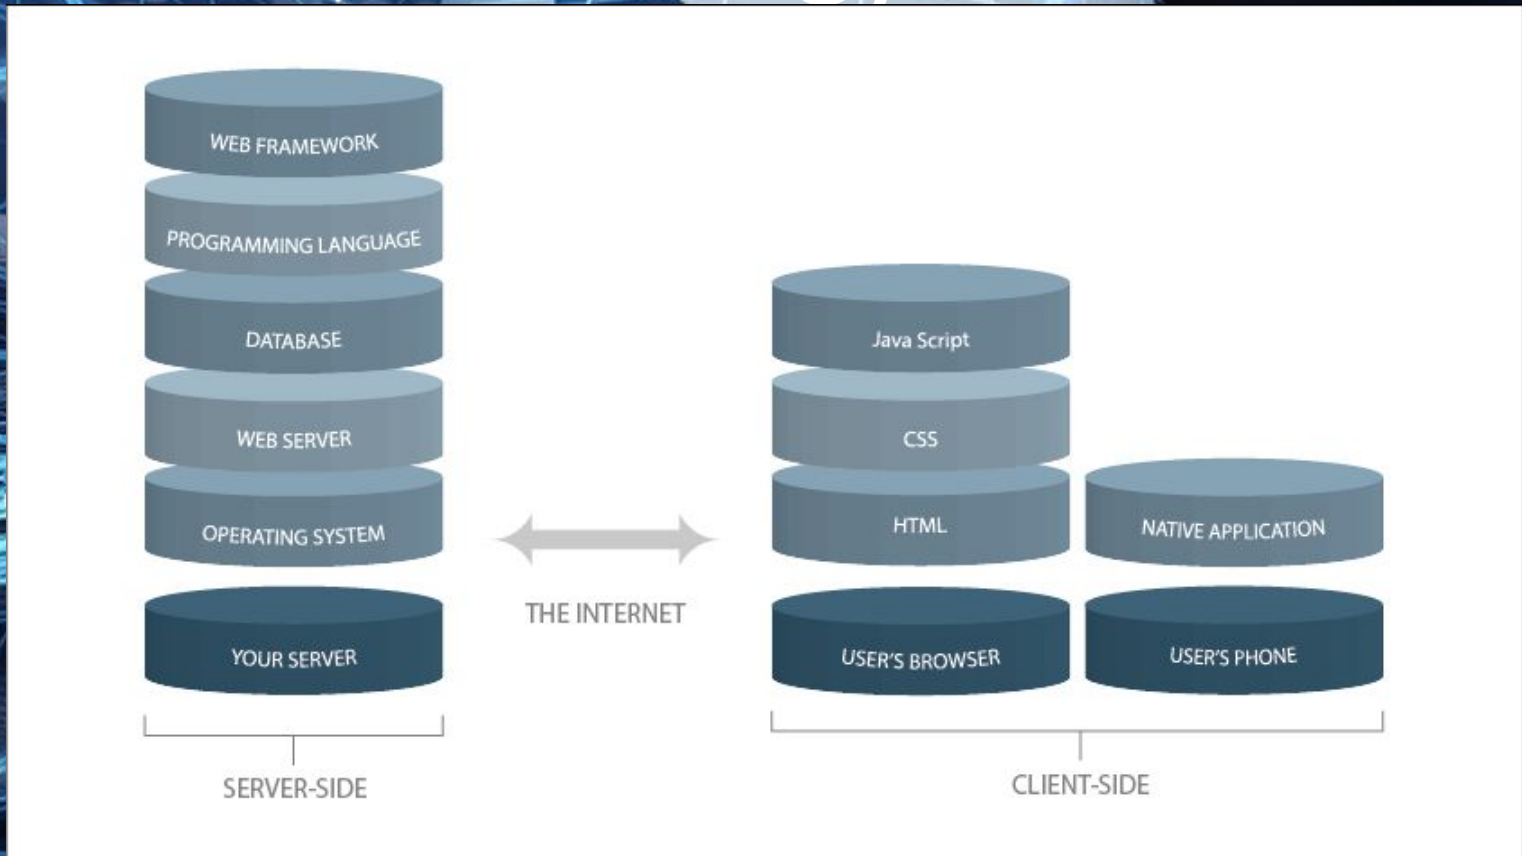 WEB FRAMEWORK
PROGRAMMING LANGUAGE
DATABASE
WEB SERVER
OPERATING SYSTEM
YOUR SERVER
SERVER-SIDE
THE INTERNET
Java Script
CSS
HTML
USER'S BROWSER
NATIVE APPLICATION
USER'S PHONE
CLIENT-SIDE